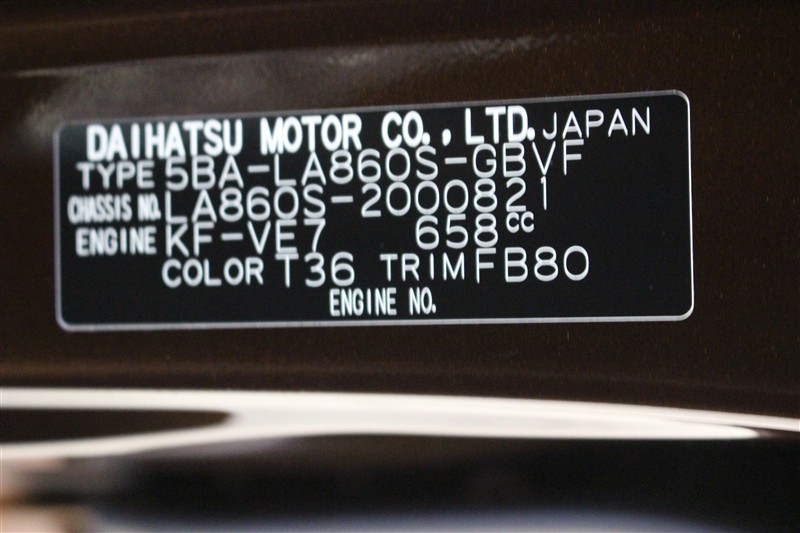 DAIHATSU MOTOR CO., LTD. JAPAN
TYPE 5BA-LA860S-GBVF
CHASSIS NO. LA860S-2000821
ENGINE KF-VE7 658cc
COLOR T36 TRIM FB80
ENGINE NO.